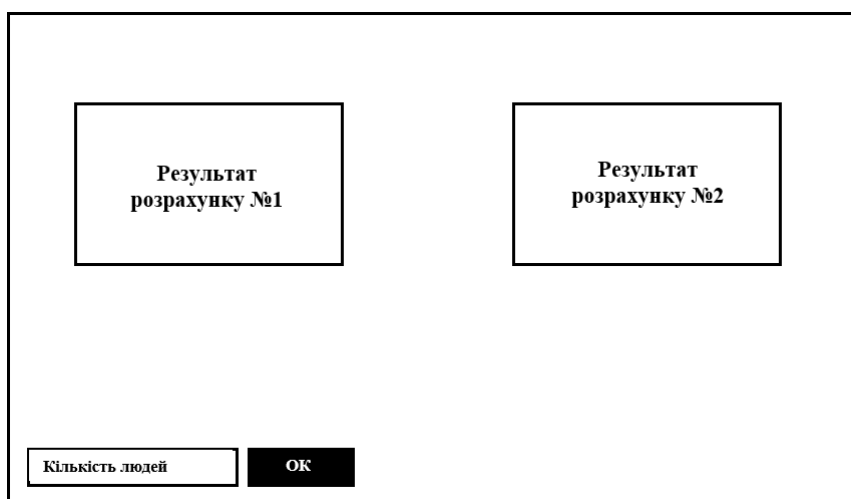 Результат
розрахунку №1
Результат
розрахунку №2
Кількість людей
ОК